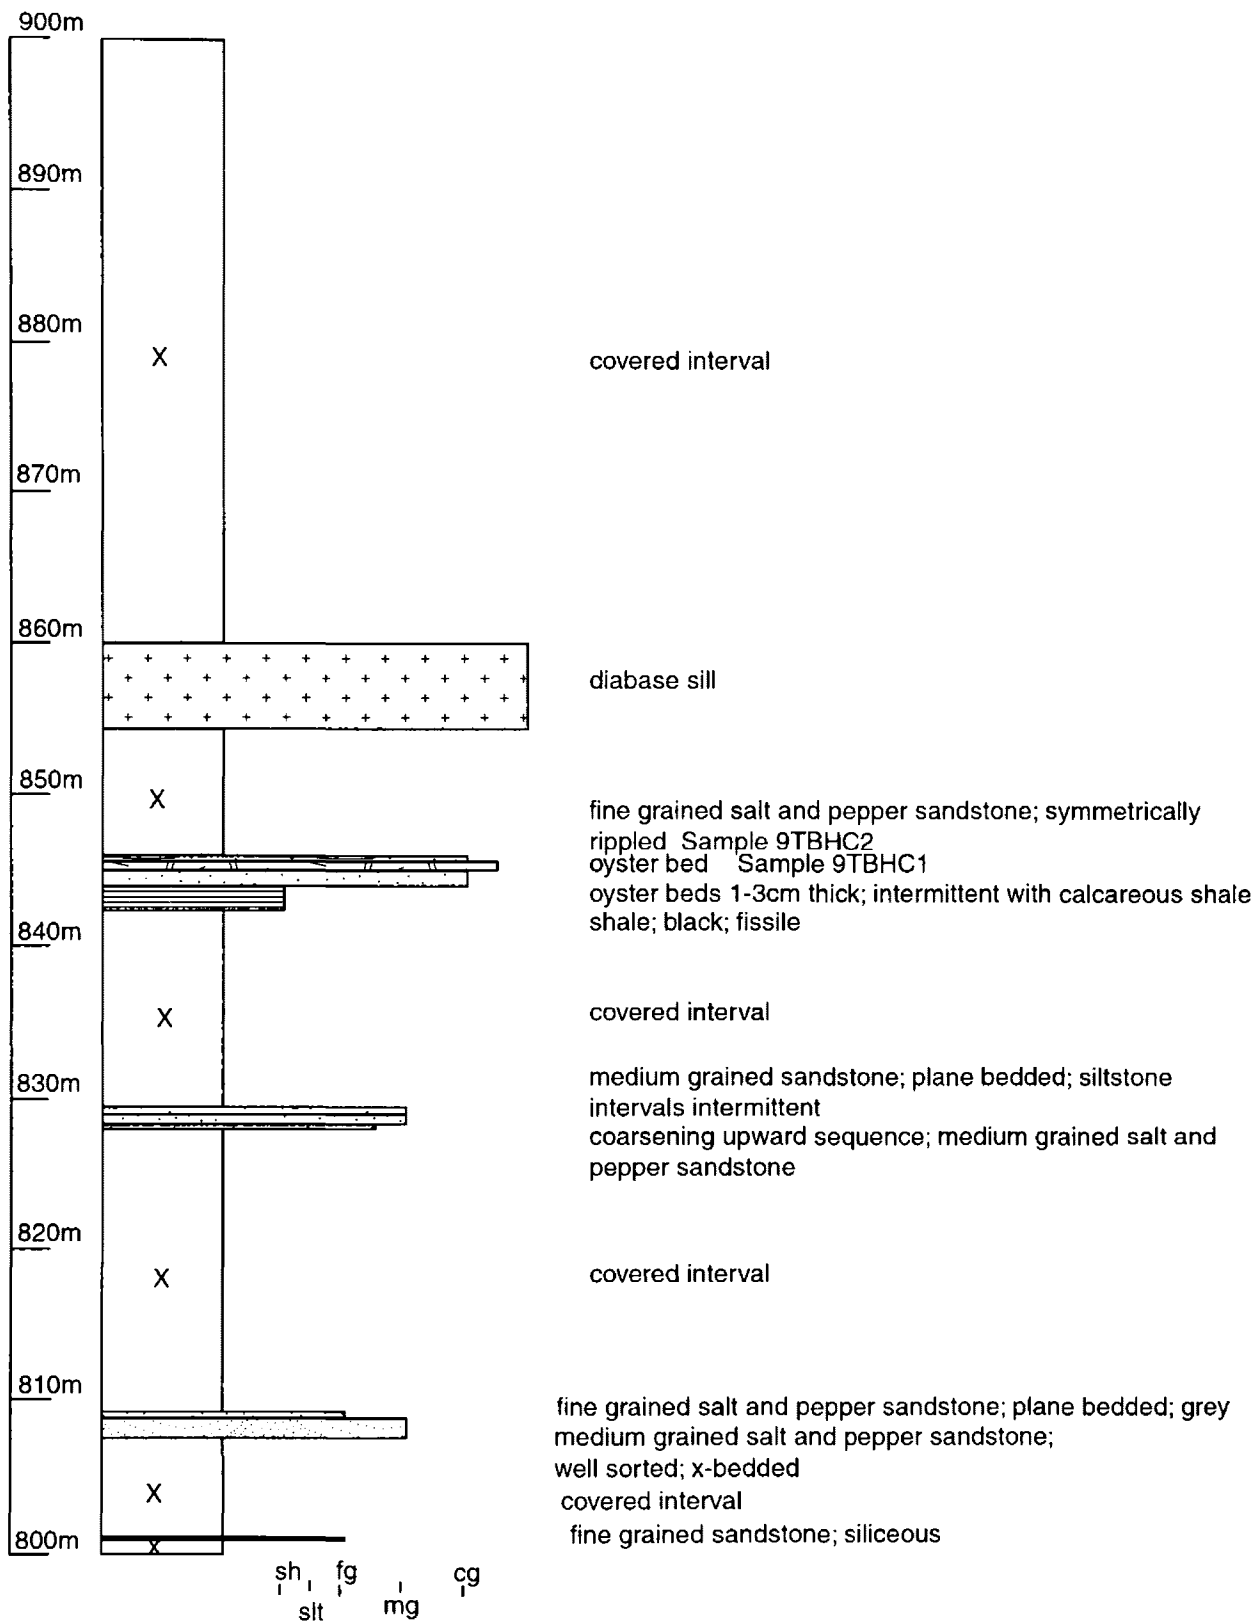 900m
890m
880m
X
covered interval
870m
860m
diabase sill
850m
X
fine grained salt and pepper sandstone; symmetrically
rippled Sample 9TBHC2
oyster bed Sample 9TBHC1
oyster beds 1-3cm thick; intermittent with calcareous shale
shale; black; fissile
840m
X
covered interval
830m
medium grained sandstone; plane bedded; siltstone
intervals intermittent
coarsening upward sequence; medium grained salt and
pepper sandstone
820m
X
covered interval
810m
fine grained salt and pepper sandstone; plane bedded; grey
medium grained salt and pepper sandstone;
well sorted; x-bedded
X
covered interval
fine grained sandstone; siliceous
800m
X
sh fg cg
slt mg